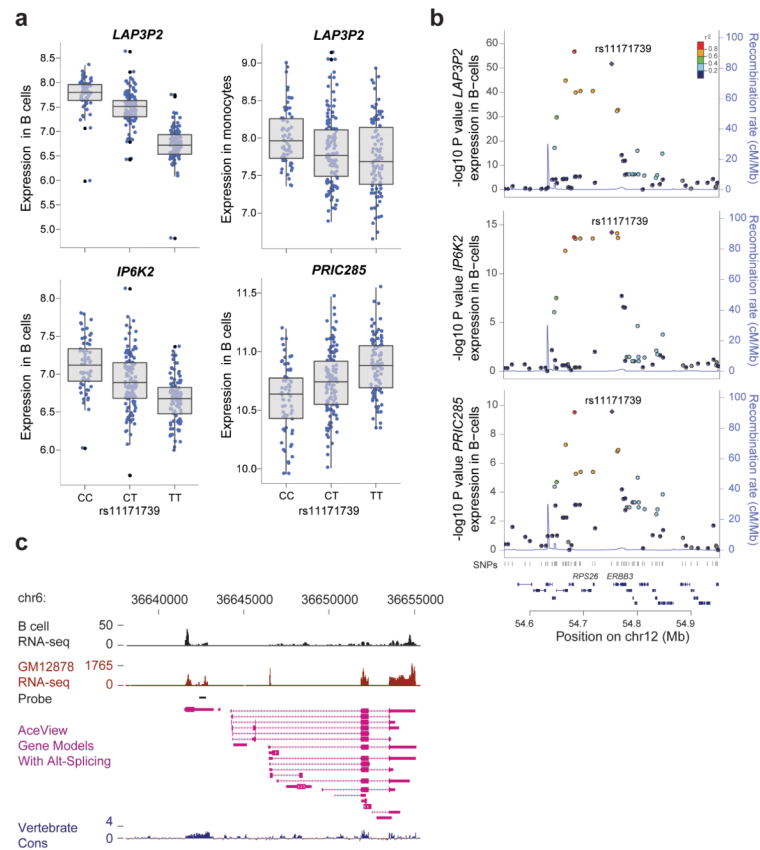 a
LAP3P2
LAP3P2
Expression in B cells
8.5
8.0
7.5
7.0
6.5
6.0
5.5
5.0
Expression in monocytes
9.0
8.5
8.0
7.5
7.0
IP6K2
PRIC285
Expression in B cells
8.0
7.5
7.0
6.5
6.0
Expression in B cells
11.5
11.0
10.5
10.0
CC CT TT
rs11171739
CC CT TT
rs11171739
b
-log10 P value LAP3P2
expression in B-cells
60
50
40
30
20
10
0
rs11171739
r2
0.8
0.6
0.4
0.2
100
80
60
40
20
0
Recombination rate (cM/Mb)
-log10 P value IP6K2
expression in B-cells
15
10
5
0
rs11171739
100
80
60
40
20
0
Recombination rate (cM/Mb)
-log10 P value PRIC285
expression in B-cells
10
8
6
4
2
0
rs11171739
100
80
60
40
20
0
Recombination rate (cM/Mb)
SNPs
RPS26 ERBB3
54.6 54.7 54.8 54.9
Position on chr12 (Mb)
c
chr6: 36640000 36645000 36650000 36655000
B cell 50
RNA-seq 0
GM12878 1765
RNA-seq 0
Probe
AceView
Gene Models
With Alt-Splicing
Vertebrate 4
Cons 0